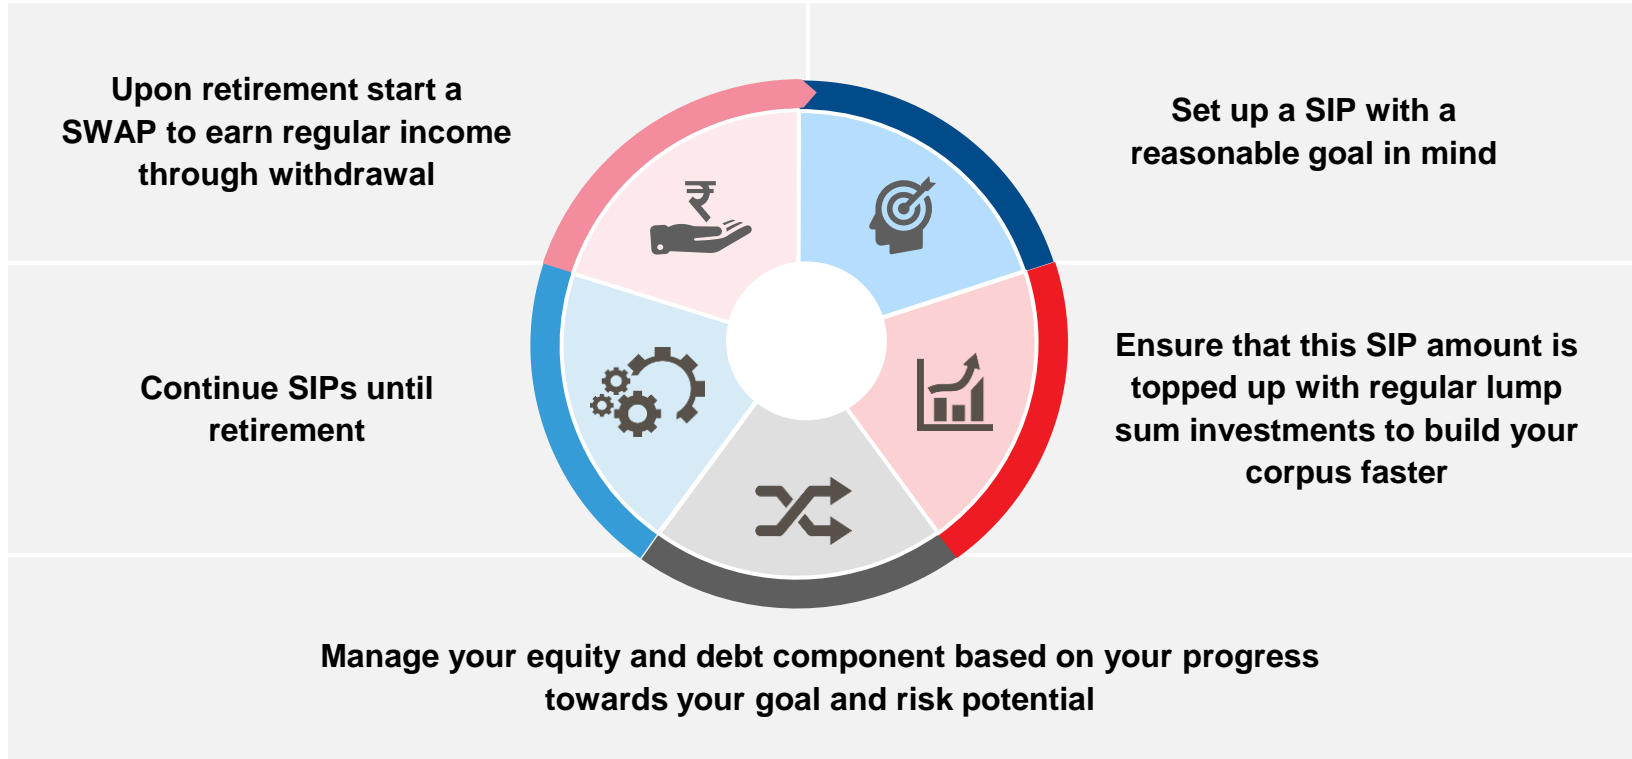 Upon retirement start a
SWAP to earn regular income
through withdrawal
Set up a SIP with a
reasonable goal in mind
Continue SIPs until
retirement
Ensure that this SIP amount is
topped up with regular lump
sum investments to build your
corpus faster
Manage your equity and debt component based on your progress
towards your goal and risk potential
₹